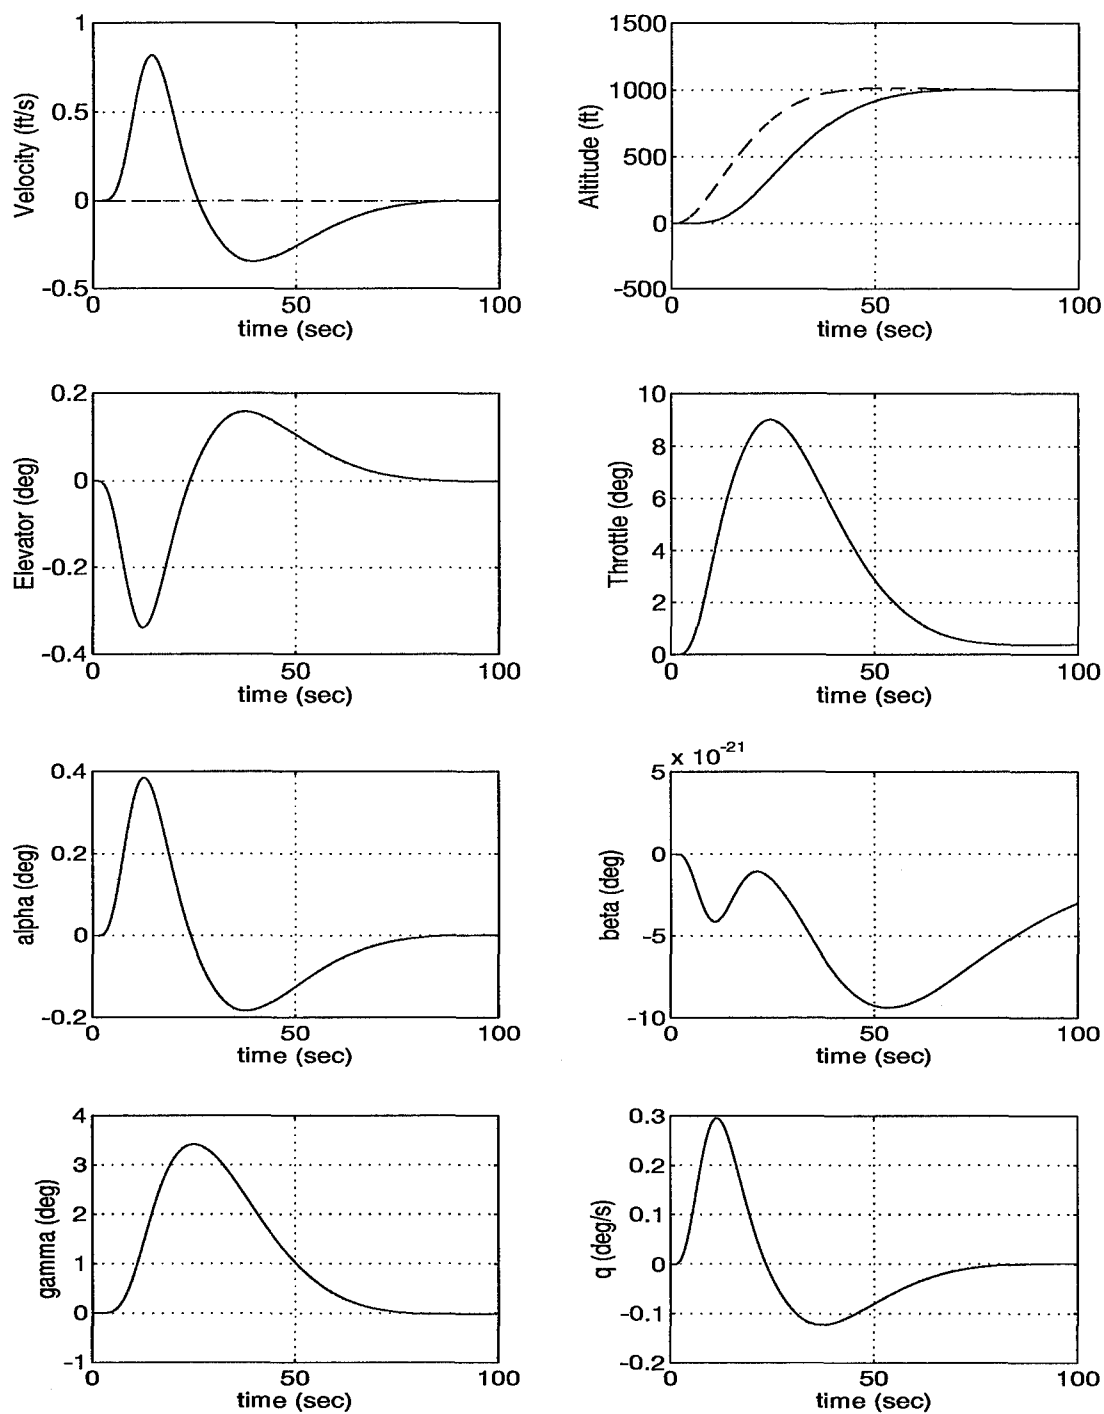 1
0.5
0
-0.5
Velocity (ft/s)
0 50 100
time (sec)
1500
1000
500
0
-500
Altitude (ft)
0 50 100
time (sec)
0.2
0
-0.2
-0.4
Elevator (deg)
0 50 100
time (sec)
10
8
6
4
2
0
Throttle (deg)
0 50 100
time (sec)
0.4
0.2
0
-0.2
alpha (deg)
0 50 100
time (sec)
x 10-21
5
0
-5
-10
beta (deg)
0 50 100
time (sec)
4
3
2
1
0
-1
gamma (deg)
0 50 100
time (sec)
0.3
0.2
0.1
0
-0.1
-0.2
q (deg/s)
0 50 100
time (sec)